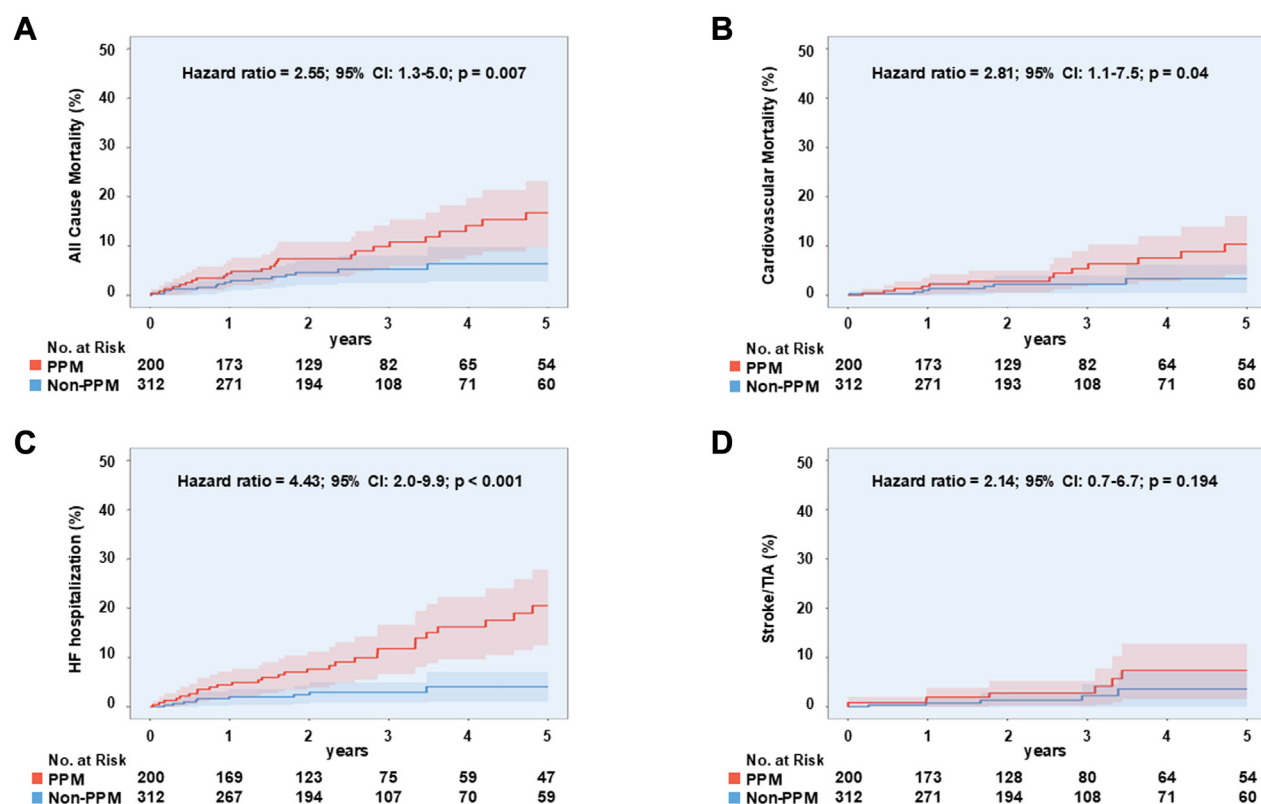 A
All Cause Mortality (%)
50
40
30
20
10
0
Hazard ratio = 2.55; 95% CI: 1.3-5.0; p = 0.007
0 1 2 3 4 5
years
No. at Risk
PPM 200 173 129 82 65 54
Non-PPM 312 271 194 108 71 60
B
Cardiovascular Mortality (%)
50
40
30
20
10
0
Hazard ratio = 2.81; 95% CI: 1.1-7.5; p = 0.04
0 1 2 3 4 5
years
No. at Risk
PPM 200 173 129 82 64 54
Non-PPM 312 271 193 108 71 60
C
HF hospitalization (%)
50
40
30
20
10
0
Hazard ratio = 4.43; 95% CI: 2.0-9.9; p < 0.001
0 1 2 3 4 5
years
No. at Risk
PPM 200 169 123 75 59 47
Non-PPM 312 267 194 107 70 59
D
Stroke/TIA (%)
50
40
30
20
10
0
Hazard ratio = 2.14; 95% CI: 0.7-6.7; p = 0.194
0 1 2 3 4 5
years
No. at Risk
PPM 200 173 128 80 64 54
Non-PPM 312 271 194 108 71 60